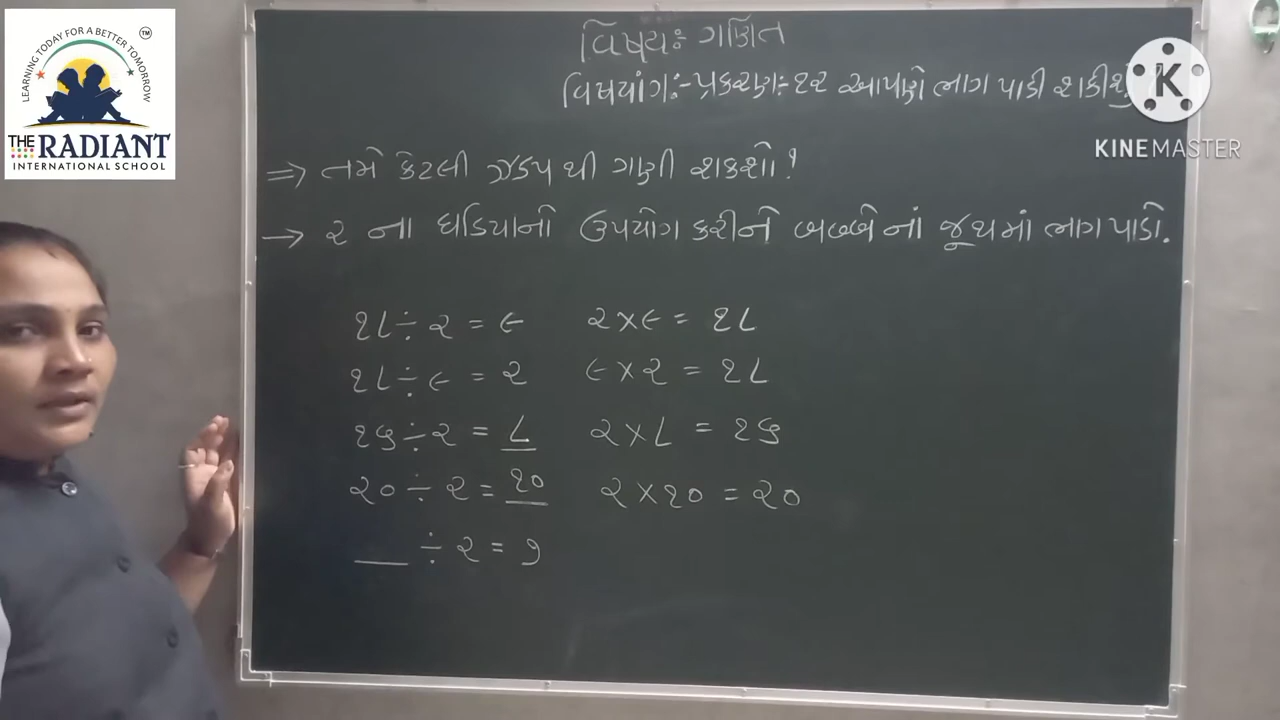 LEARNING TODAY FOR A BETTER TOMORROW
TM
THE RADIANT
INTERNATIONAL SCHOOL
K
KINEMASTER
વિષય:- ગણિત
વિષયાંગ:- પ્રકરણ:- ૧૨ આપણે ભાગ પાડી શકીશું
⇒ તમે કેટલી ઝડપથી ગણી શકશો!
→ ૨ ના ઘડિયાનો ઉપયોગ કરીને બબ્બેનાં જૂથમાં ભાગ પાડો.
૧૮ ÷ ૨ = ૯ ૨ × ૯ = ૧૮
૧૮ ÷ ૯ = ૨ ૯ × ૨ = ૧૮
૧૬ ÷ ૨ = ૮ ૨ × ૮ = ૧૬
૨૦ ÷ ૨ = ૧૦ ૨ × ૧૦ = ૨૦
__ ÷ ૨ = ૭